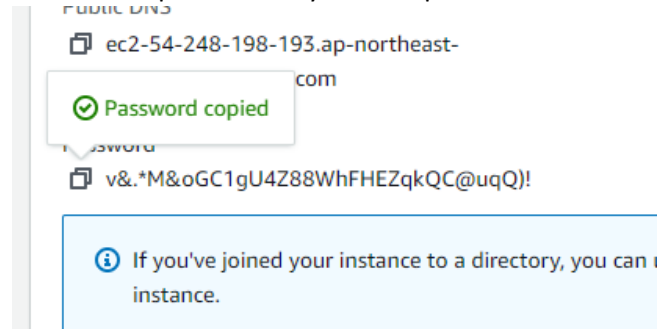 Public DNS
ec2-54-248-198-193.ap-northeast-
com
Password copied
v&.*M&oGC1gU4Z88WhFHEZqkQC@uqQ)!
If you've joined your instance to a directory, you can
instance.